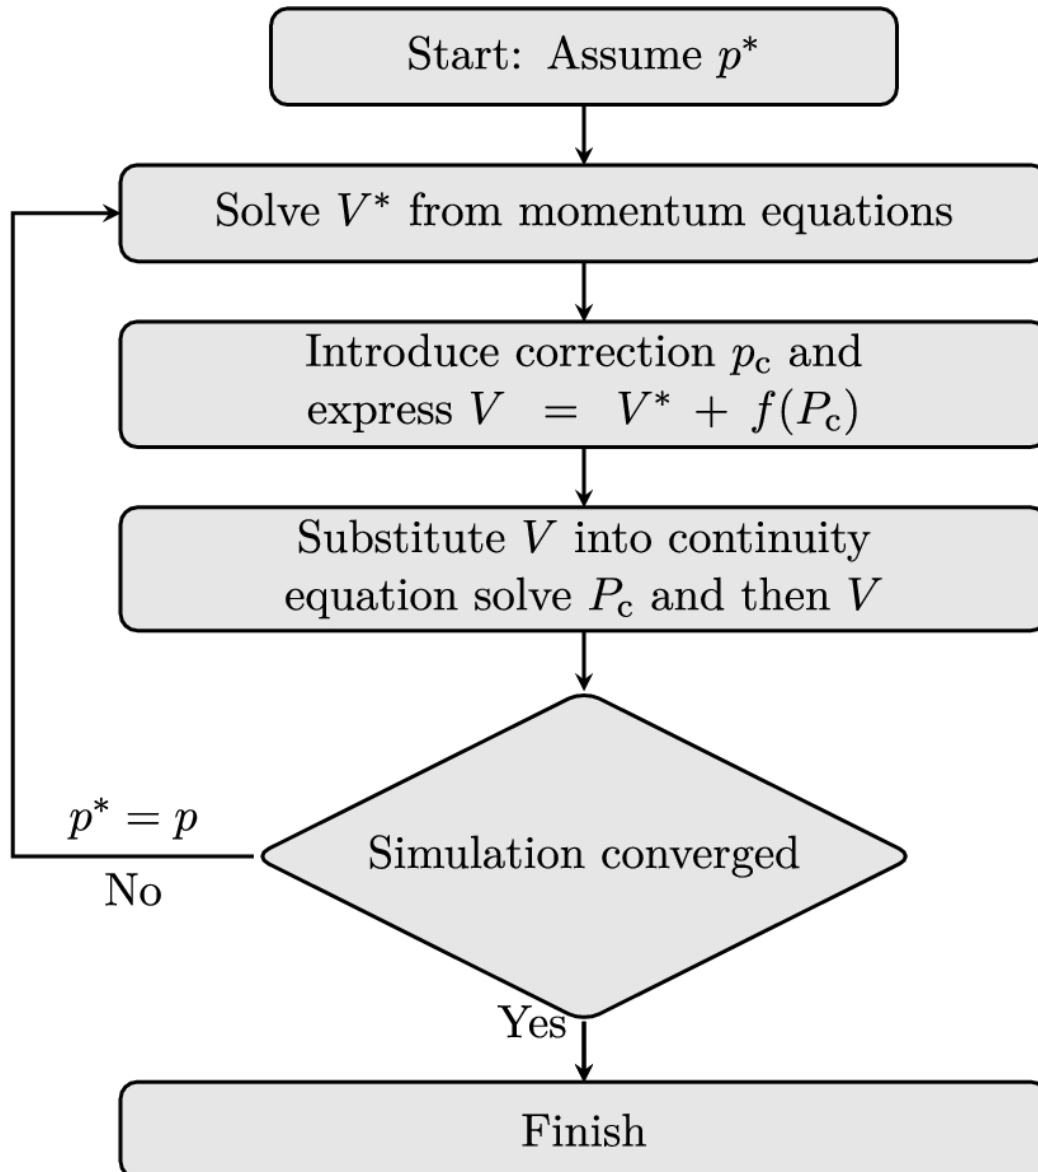 Start: Assume p*
Solve V* from momentum equations
Introduce correction p_c and
express V = V* + f(P_c)
Substitute V into continuity
equation solve P_c and then V
p* = p
Simulation converged
No
Yes
Finish